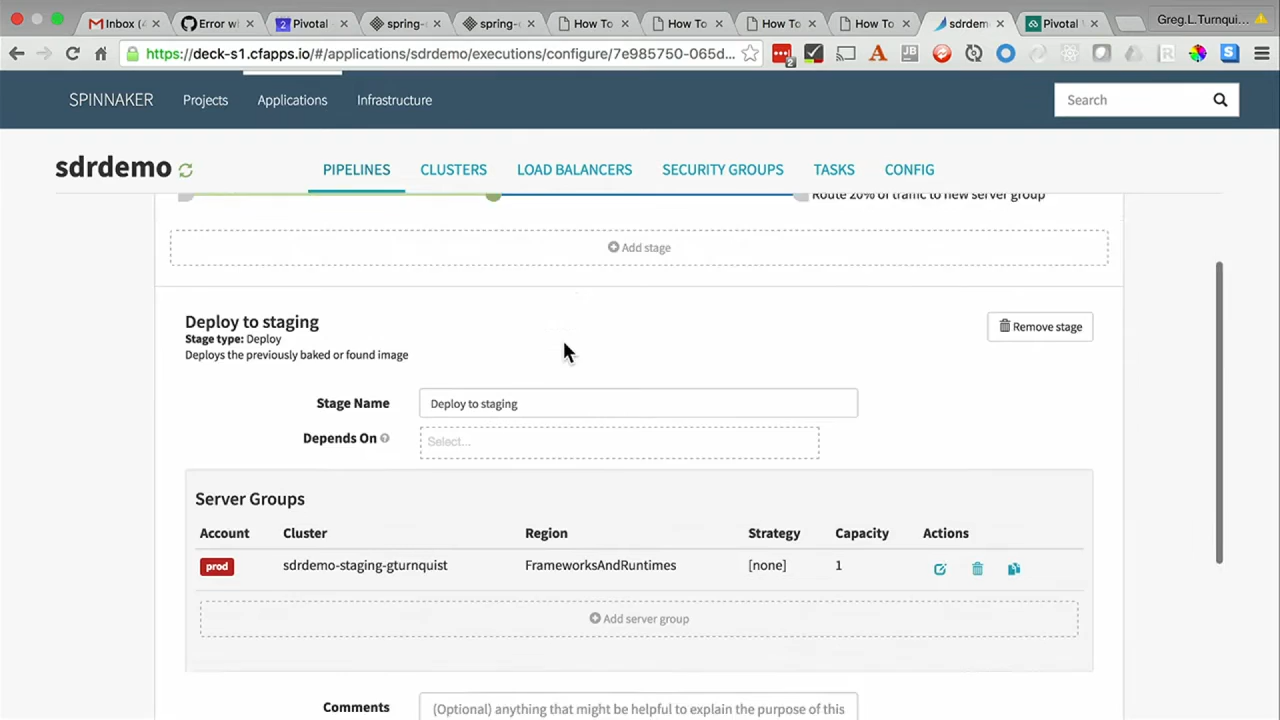 Inbox (4
Error wi
2 Pivotal
spring-
spring-
How To
How To
How To
How To
sdrdem
Pivotal
Greg.L.Turnqui...
https://deck-s1.cfapps.io/#/applications/sdrdemo/executions/configure/7e985750-065d...
2
A
JB
R
S
SPINNAKER
Projects
Applications
Infrastructure
Search
sdrdemo
PIPELINES
CLUSTERS
LOAD BALANCERS
SECURITY GROUPS
TASKS
CONFIG
Route 20% of traffic to new server group
Add stage
Deploy to staging
Remove stage
Stage type: Deploy
Deploys the previously baked or found image
Stage Name
Deploy to staging
Depends On ?
Select...
Server Groups
Account Cluster Region Strategy Capacity Actions
prod sdrdemo-staging-gturnquist FrameworksAndRuntimes [none] 1
Add server group
Comments
(Optional) anything that might be helpful to explain the purpose of this